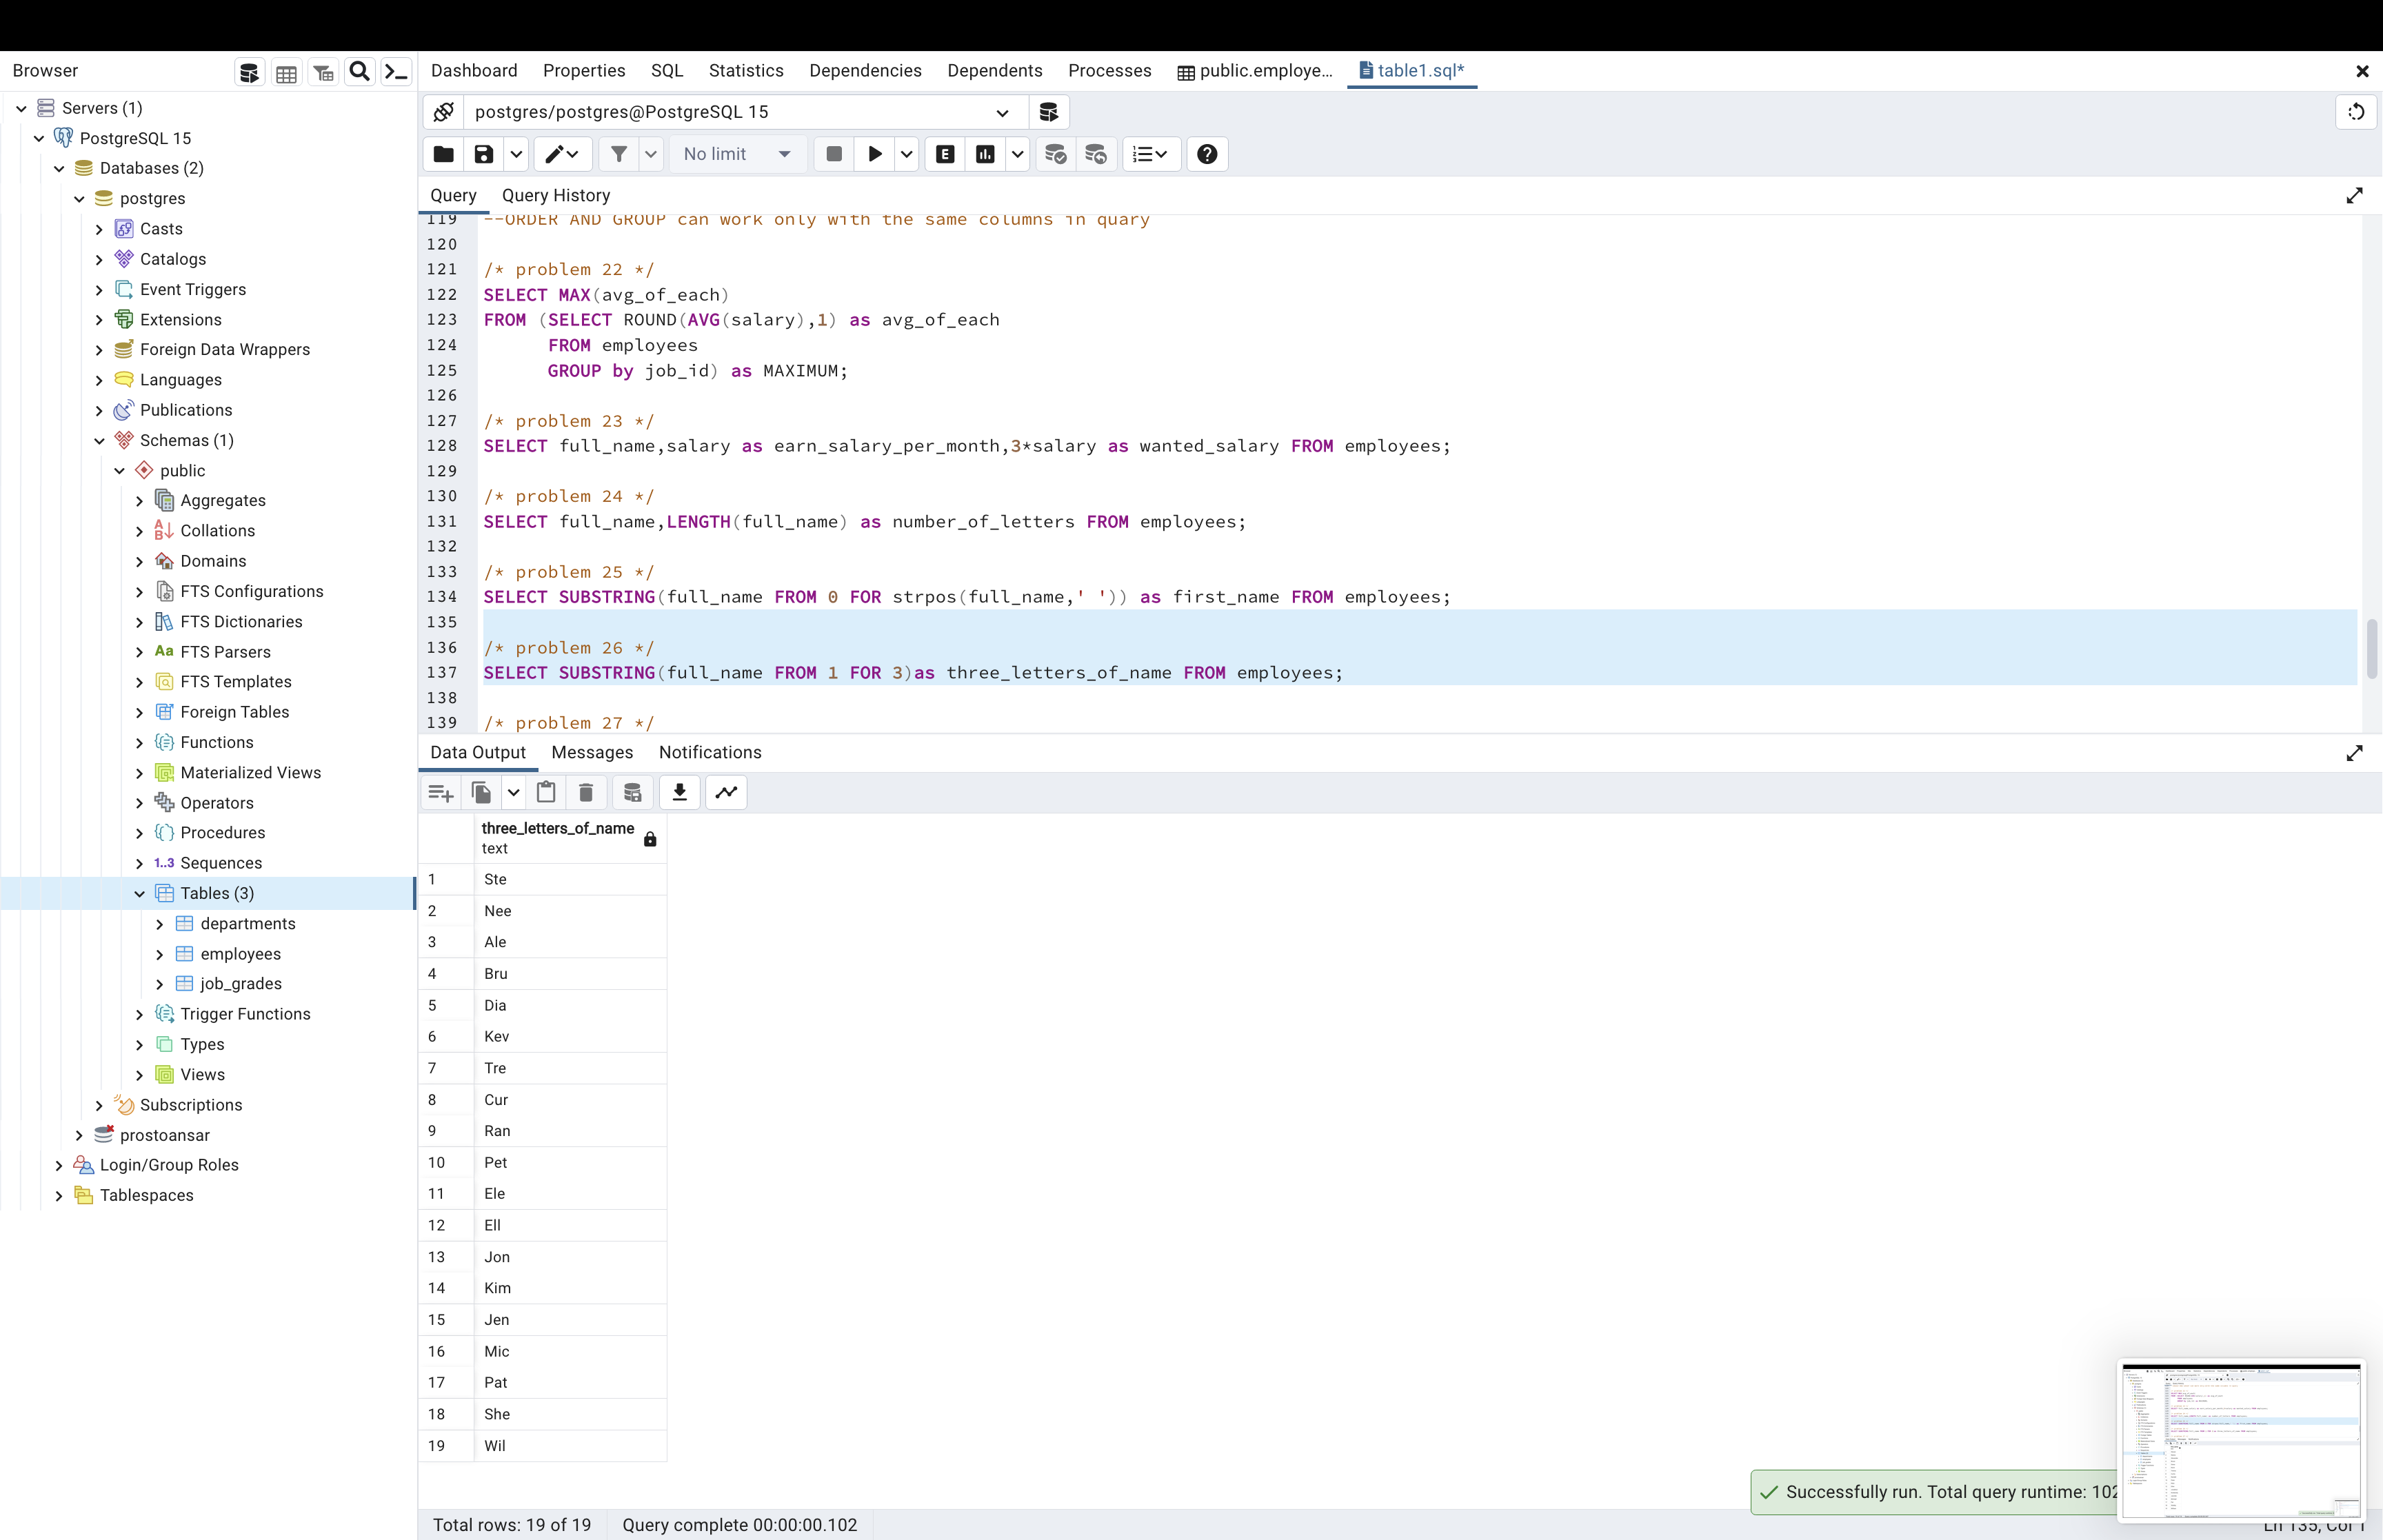 Browser
Servers (1)
PostgreSQL 15
Databases (2)
postgres
Casts
Catalogs
Event Triggers
Extensions
Foreign Data Wrappers
Languages
Publications
Schemas (1)
public
Aggregates
Collations
Domains
FTS Configurations
FTS Dictionaries
Aa FTS Parsers
FTS Templates
Foreign Tables
Functions
Materialized Views
Operators
Procedures
1..3 Sequences
Tables (3)
departments
employees
job_grades
Trigger Functions
Types
Views
Subscriptions
prostoansar
Login/Group Roles
Tablespaces
Dashboard Properties SQL Statistics Dependencies Dependents Processes public.employe... table1.sql*
postgres/postgres@PostgreSQL 15
No limit E
Query Query History
119 --ORDER AND GROUP can work only with the same columns in quary
120
121 /* problem 22 */
122 SELECT MAX(avg_of_each)
123 FROM (SELECT ROUND(AVG(salary),1) as avg_of_each
124 FROM employees
125 GROUP by job_id) as MAXIMUM;
126
127 /* problem 23 */
128 SELECT full_name,salary as earn_salary_per_month,3*salary as wanted_salary FROM employees;
129
130 /* problem 24 */
131 SELECT full_name,LENGTH(full_name) as number_of_letters FROM employees;
132
133 /* problem 25 */
134 SELECT SUBSTRING(full_name FROM 0 FOR strpos(full_name,' ')) as first_name FROM employees;
135
136 /* problem 26 */
137 SELECT SUBSTRING(full_name FROM 1 FOR 3)as three_letters_of_name FROM employees;
138
139 /* problem 27 */
Data Output Messages Notifications
three_letters_of_name
text
1 Ste
2 Nee
3 Ale
4 Bru
5 Dia
6 Kev
7 Tre
8 Cur
9 Ran
10 Pet
11 Ele
12 Ell
13 Jon
14 Kim
15 Jen
16 Mic
17 Pat
18 She
19 Wil
Successfully run. Total query runtime: 102
Total rows: 19 of 19 Query complete 00:00:00.102 Ln 135, Col 1